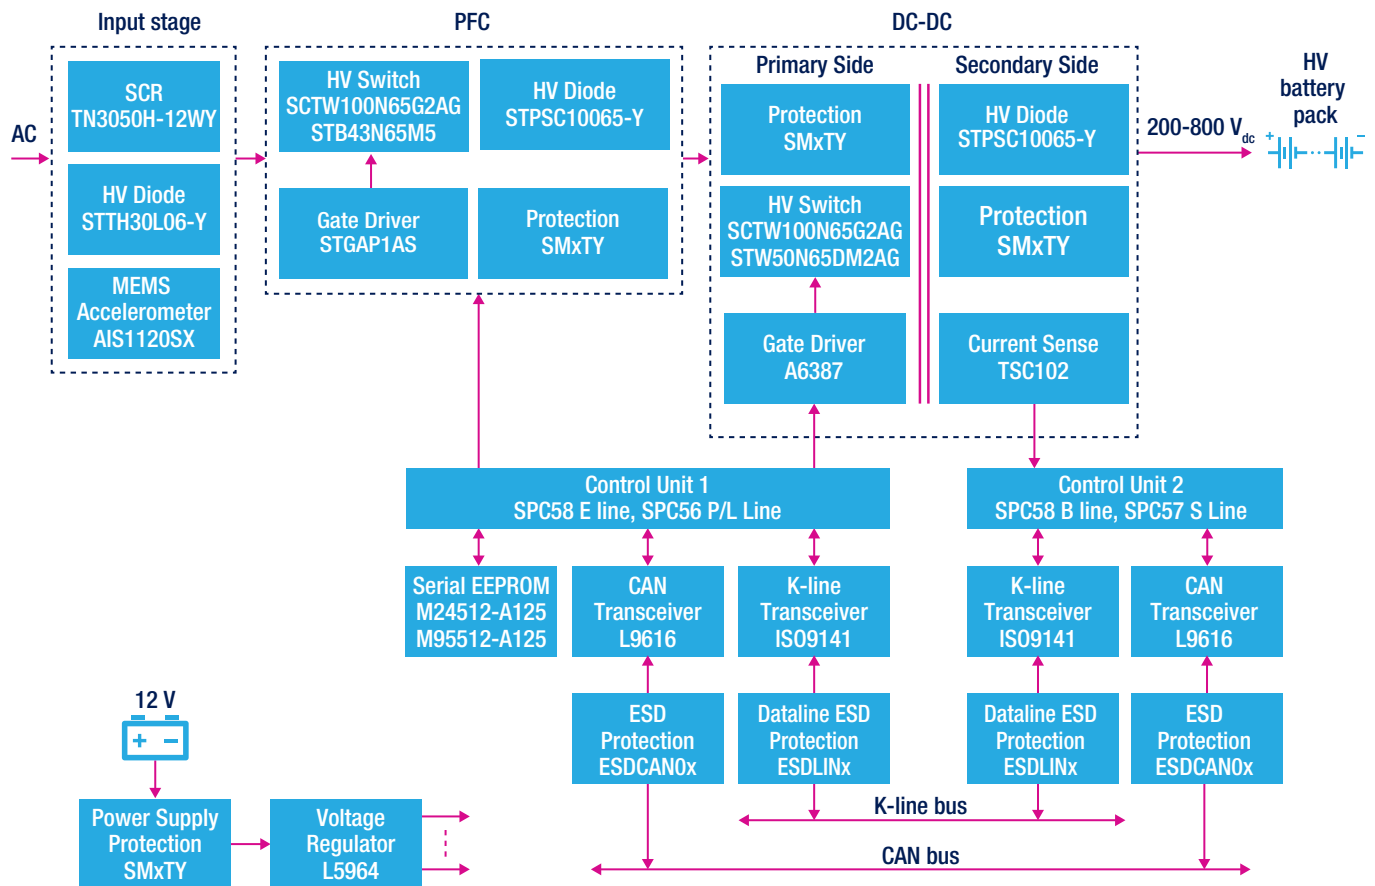 Input stage
PFC
DC-DC
AC
SCR
TN3050H-12WY
HV Diode
STTH30L06-Y
MEMS
Accelerometer
AIS1120SX
HV Switch
SCTW100N65G2AG
STB43N65M5
HV Diode
STPSC10065-Y
Gate Driver
STGAP1AS
Protection
SMxTY
Primary Side
Secondary Side
Protection
SMxTY
HV Diode
STPSC10065-Y
HV Switch
SCTW100N65G2AG
STW50N65DM2AG
Protection
SMxTY
Gate Driver
A6387
Current Sense
TSC102
200-800 Vdc
HV
battery
pack
+ −
Control Unit 1
SPC58 E line, SPC56 P/L Line
Control Unit 2
SPC58 B line, SPC57 S Line
Serial EEPROM
M24512-A125
M95512-A125
CAN
Transceiver
L9616
K-line
Transceiver
ISO9141
K-line
Transceiver
ISO9141
CAN
Transceiver
L9616
ESD
Protection
ESDCAN0x
Dataline ESD
Protection
ESDLINx
Dataline ESD
Protection
ESDLINx
ESD
Protection
ESDCAN0x
12 V
+ −
Power Supply
Protection
SMxTY
Voltage
Regulator
L5964
K-line bus
CAN bus